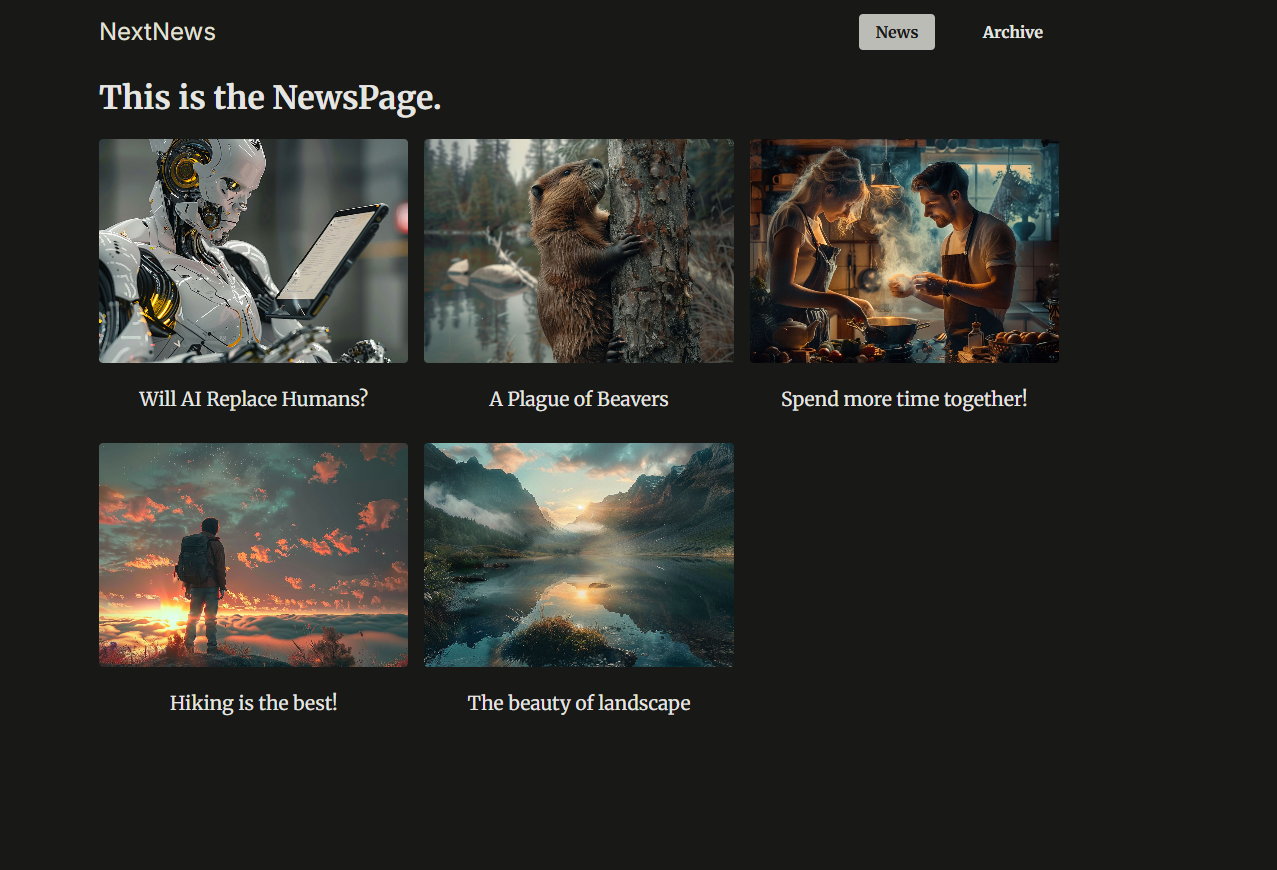 NextNews
News
Archive
This is the NewsPage.
Will AI Replace Humans?
A Plague of Beavers
Spend more time together!
Hiking is the best!
The beauty of landscape